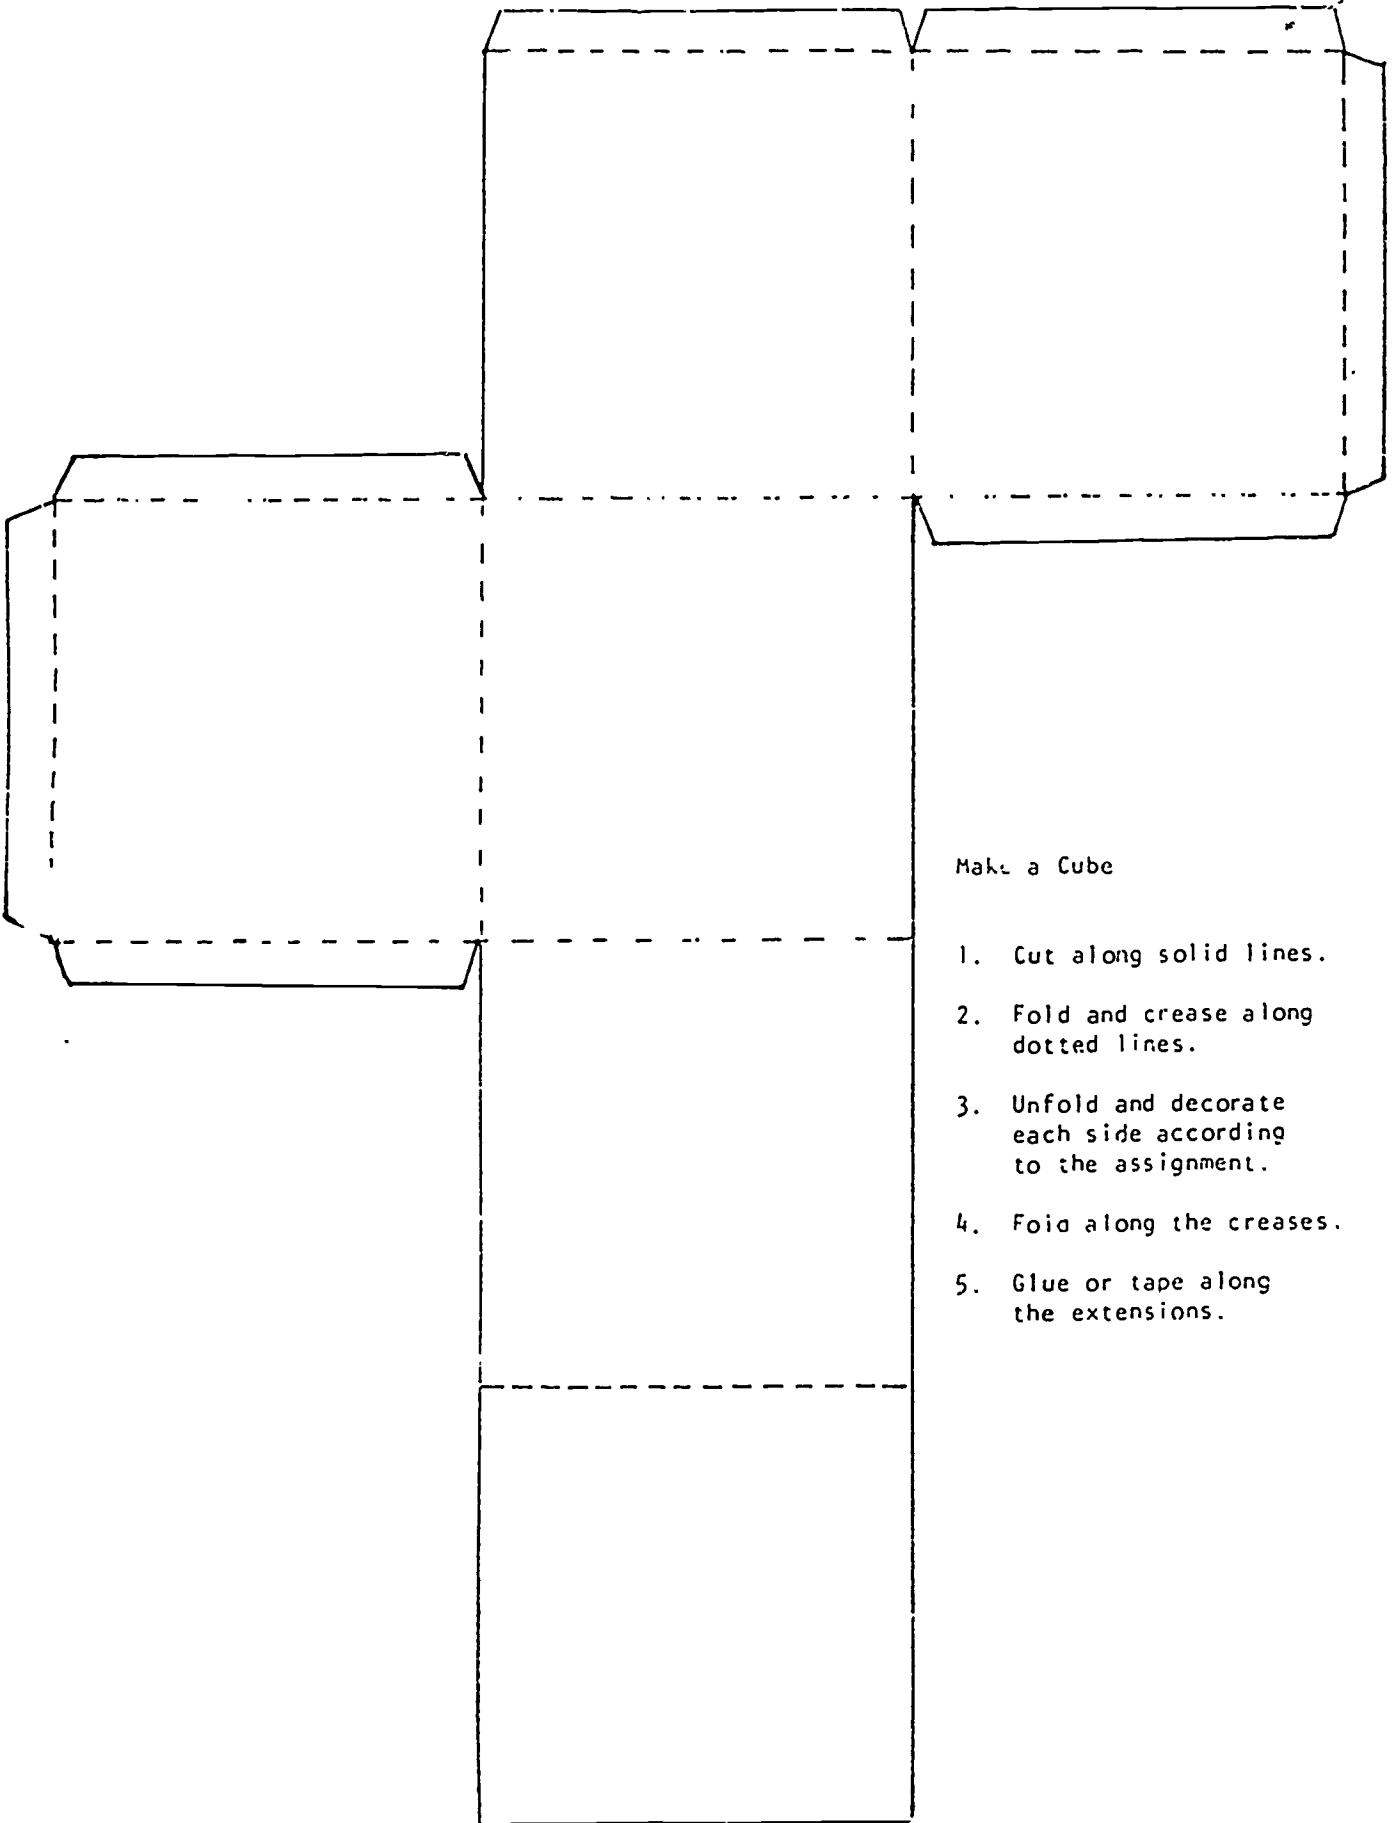 Make a Cube
1. Cut along solid lines.
2. Fold and crease along
dotted lines.
3. Unfold and decorate
each side according
to the assignment.
4. Fold along the creases.
5. Glue or tape along
the extensions.